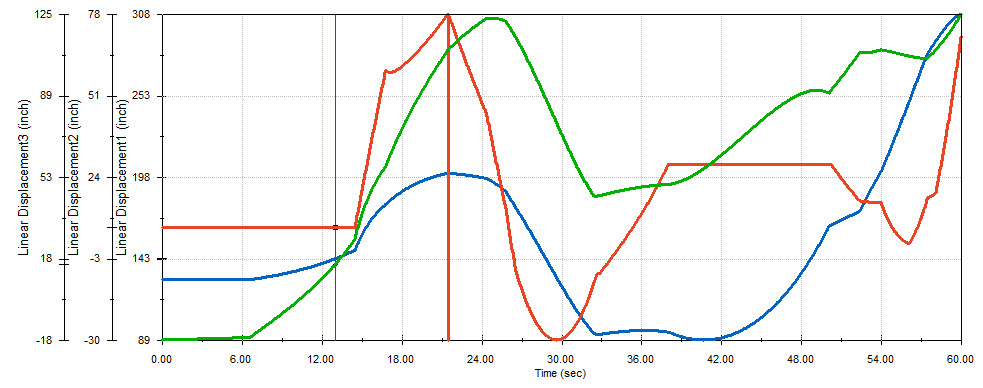 125 78 308
89 51 253
53 24 198
18 -3 143
-18 -30 89
Linear Displacement3 (inch)
Linear Displacement2 (inch)
Linear Displacement1 (inch)
0.00 6.00 12.00 18.00 24.00 30.00 36.00 42.00 48.00 54.00 60.00
Time (sec)